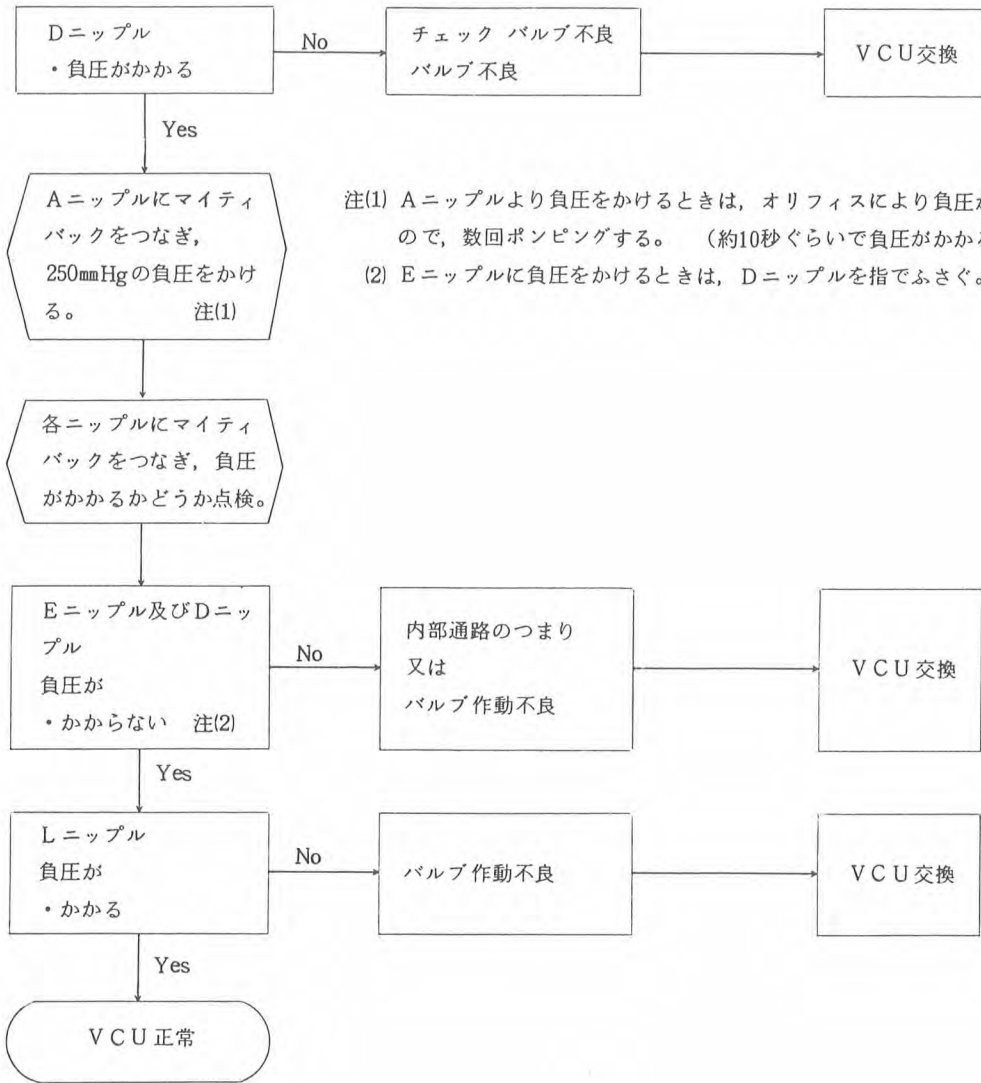 Dニップル
・負圧がかかる
No
チェック バルブ不良
バルブ不良
VCU交換
Yes
Aニップルにマイティ
バックをつなぎ,
250mmHgの負圧をかけ
る。 注(1)
注(1) Aニップルより負圧をかけるときは, オリフィスにより負圧が
ので, 数回ポンピングする。 (約10秒ぐらいで負圧がかかる
(2) Eニップルに負圧をかけるときは, Dニップルを指でふさぐ。
各ニップルにマイティ
バックをつなぎ, 負圧
がかかるかどうか点検。
Eニップル及びDニッ
プル
負圧が
・かからない 注(2)
No
内部通路のつまり
又は
バルブ作動不良
VCU交換
Yes
Lニップル
負圧が
・かかる
No
バルブ作動不良
VCU交換
Yes
VCU正常